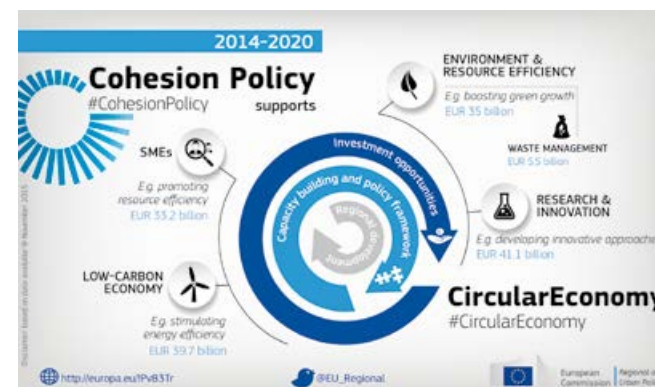 2014-2020
Cohesion Policy
#CohesionPolicy
supports
ENVIRONMENT &
RESOURCE EFFICIENCY
E.g. boosting green growth
EUR 35 billion
WASTE MANAGEMENT
EUR 5.5 billion
SMEs
E.g. promoting
resource efficiency
EUR 33.2 billion
Investment opportunities
Capacity building and policy framework
Regional development
RESEARCH &
INNOVATION
E.g. developing innovative approache
EUR 41.1 billion
LOW-CARBON
ECONOMY
E.g. stimulating
energy efficiency
EUR 39.7 billion
CircularEconomy
#CircularEconomy
http://europa.eu/!PvB3Tr
@EU_Regional
European
Commission
Regional
Urban